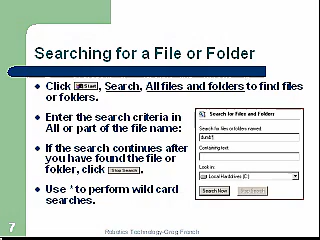 Searching for a File or Folder
Click Start, Search, All files and folders to find files
or folders.
Enter the search criteria in
All or part of the file name:
If the search continues after
you have found the file or
folder, click Stop Search.
Use * to perform wild card
searches.
Search for Files and Folders
Search for files or folders named:
Containing text:
Look in:
Local Harddrives (C:)
Search Now Stop Search
7
Robotics Technology-Greg French